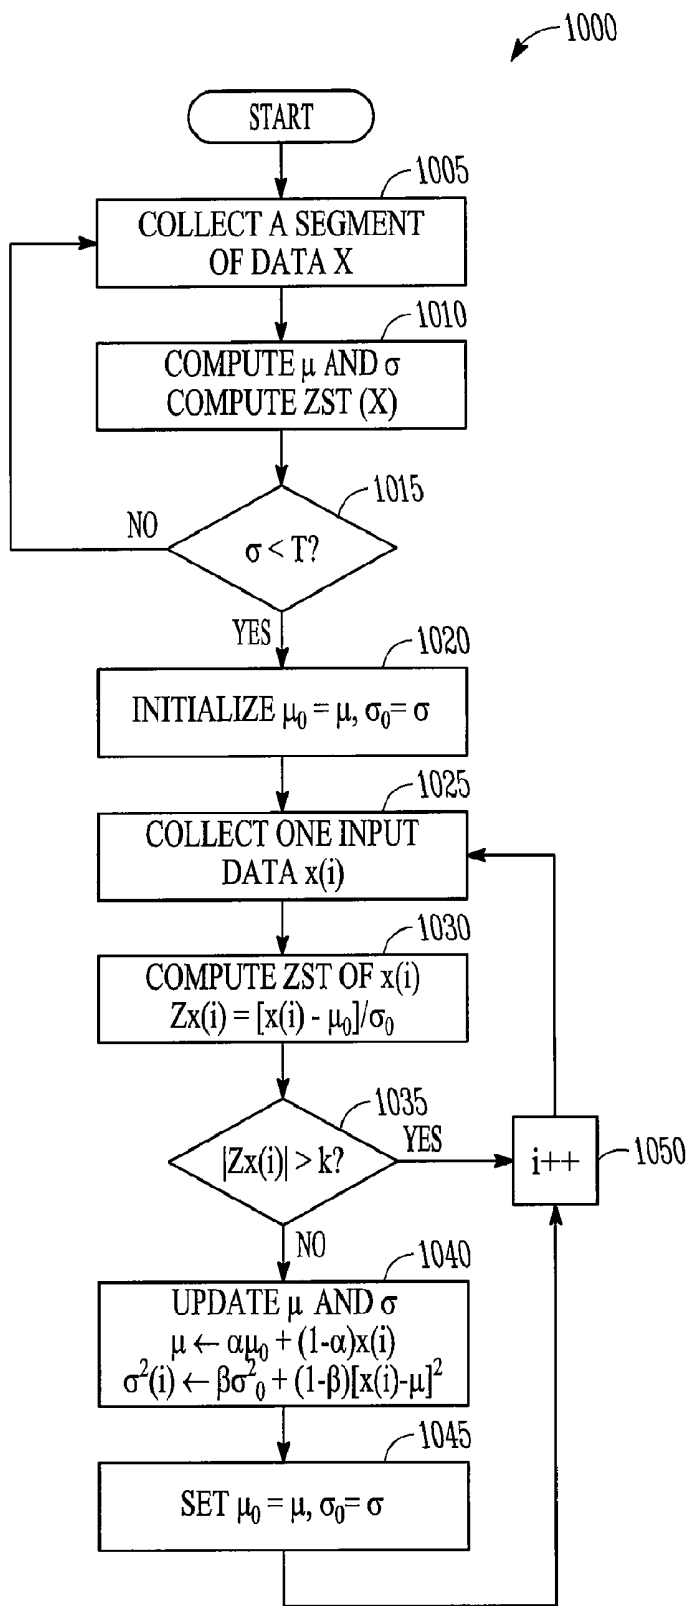 1000
START
1005
COLLECT A SEGMENT
OF DATA X
1010
COMPUTE μ AND σ
COMPUTE ZST (X)
1015
NO
σ < T?
YES
1020
INITIALIZE μ₀ = μ, σ₀= σ
1025
COLLECT ONE INPUT
DATA x(i)
1030
COMPUTE ZST OF x(i)
Zx(i) = [x(i) - μ₀]/σ₀
1035
|Zx(i)| > k?
YES
i++
1050
NO
1040
UPDATE μ AND σ
μ ← αμ₀ + (1-α)x(i)
σ²(i) ← βσ²₀ + (1-β)[x(i)-μ]²
1045
SET μ₀ = μ, σ₀= σ